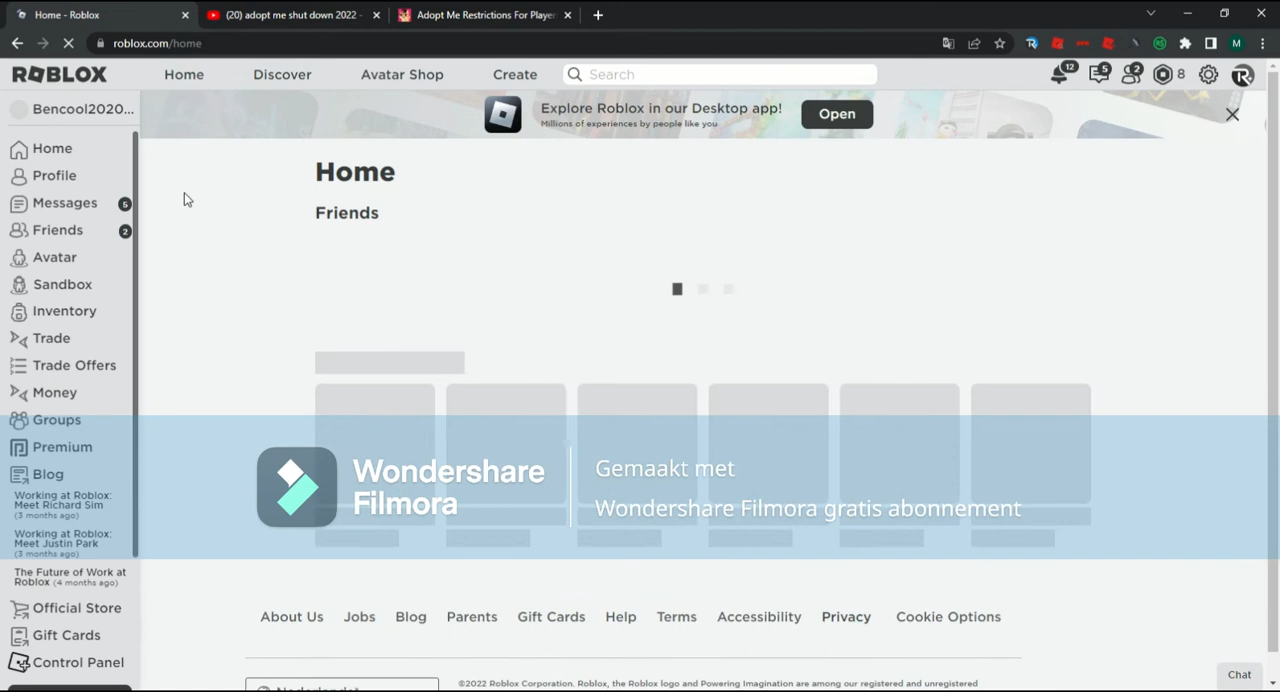 Home - Roblox
(20) adopt me shut down 2022 -
Adopt Me Restrictions For Player
roblox.com/home
M
ROBLOX
Home
Discover
Avatar Shop
Create
Search
12
5
2
8
Bencool2020...
Explore Roblox in our Desktop app!
Millions of experiences by people like you
Open
Home
Profile
Messages
5
Friends
2
Avatar
Sandbox
Inventory
Trade
Trade Offers
Money
Groups
Premium
Blog
Working at Roblox:
Meet Richard Sim
(3 months ago)
Working at Roblox:
Meet Justin Park
(3 months ago)
The Future of Work at
Roblox (4 months ago)
Official Store
Gift Cards
Control Panel
Home
Friends
Wondershare
Filmora
Gemaakt met
Wondershare Filmora gratis abonnement
About Us
Jobs
Blog
Parents
Gift Cards
Help
Terms
Accessibility
Privacy
Cookie Options
©2022 Roblox Corporation. Roblox, the Roblox logo and Powering Imagination are among our registered and unregistered
Chat